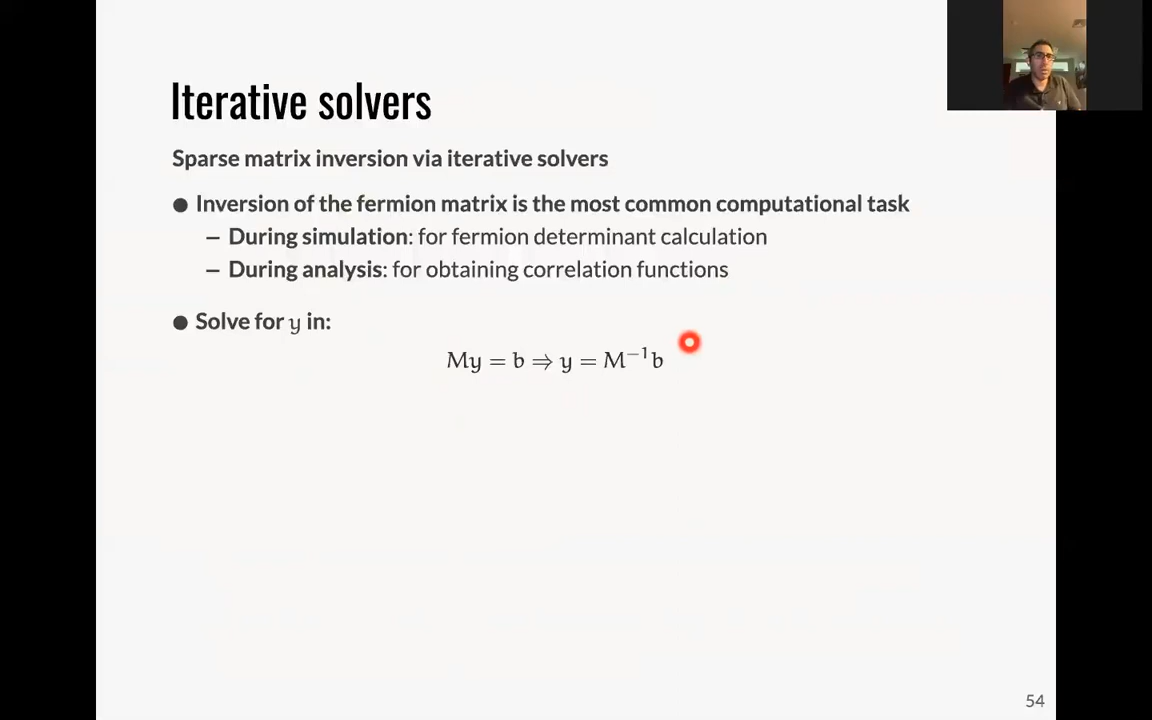 Iterative solvers
Sparse matrix inversion via iterative solvers
● Inversion of the fermion matrix is the most common computational task
– During simulation: for fermion determinant calculation
– During analysis: for obtaining correlation functions
● Solve for y in:
My = b ⇒ y = M⁻¹b
54